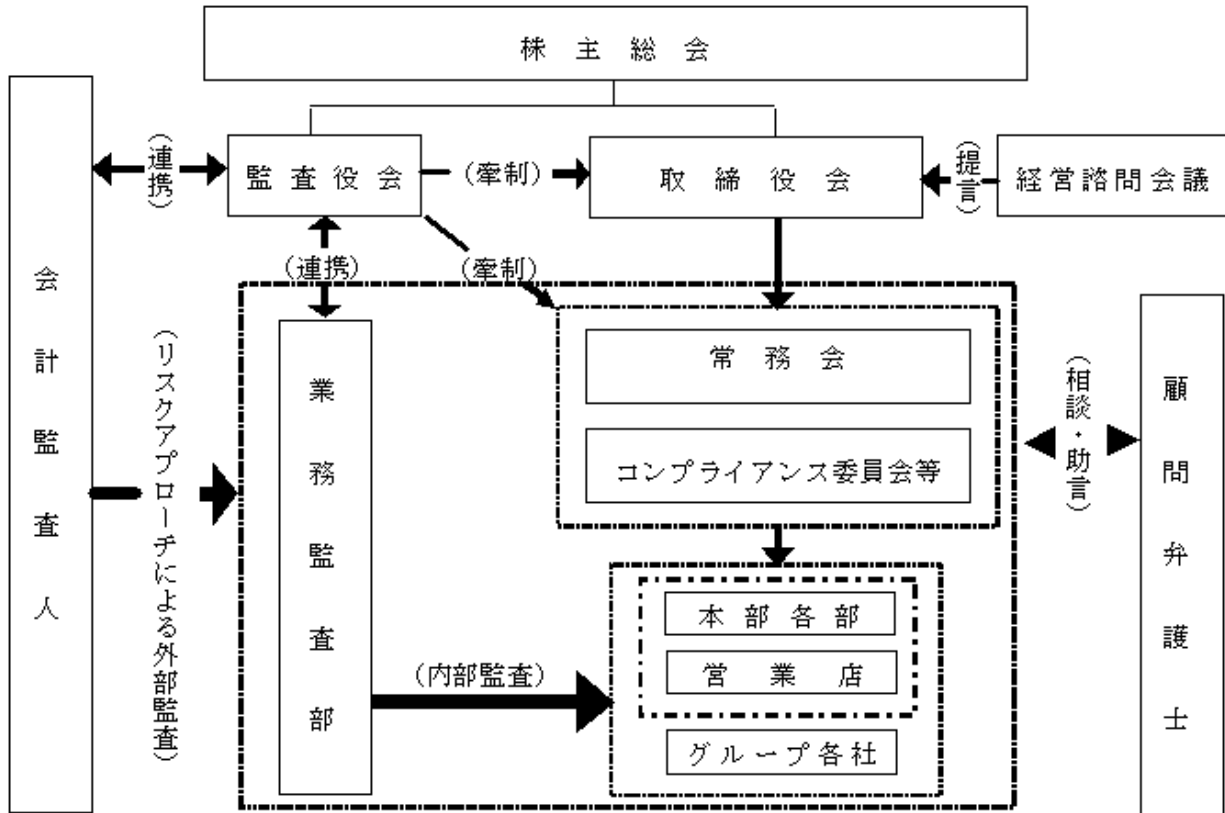 株主総会
(連携)
監査役会
(牽制)
取締役会
(提言)
経営諮問会議
(連携)
(牽制)
会計監査人
(リスクアプローチによる外部監査)
業務監査部
常務会
コンプライアンス委員会等
(相談・助言)
顧問弁護士
本部各部
営業店
(内部監査)
グループ各社